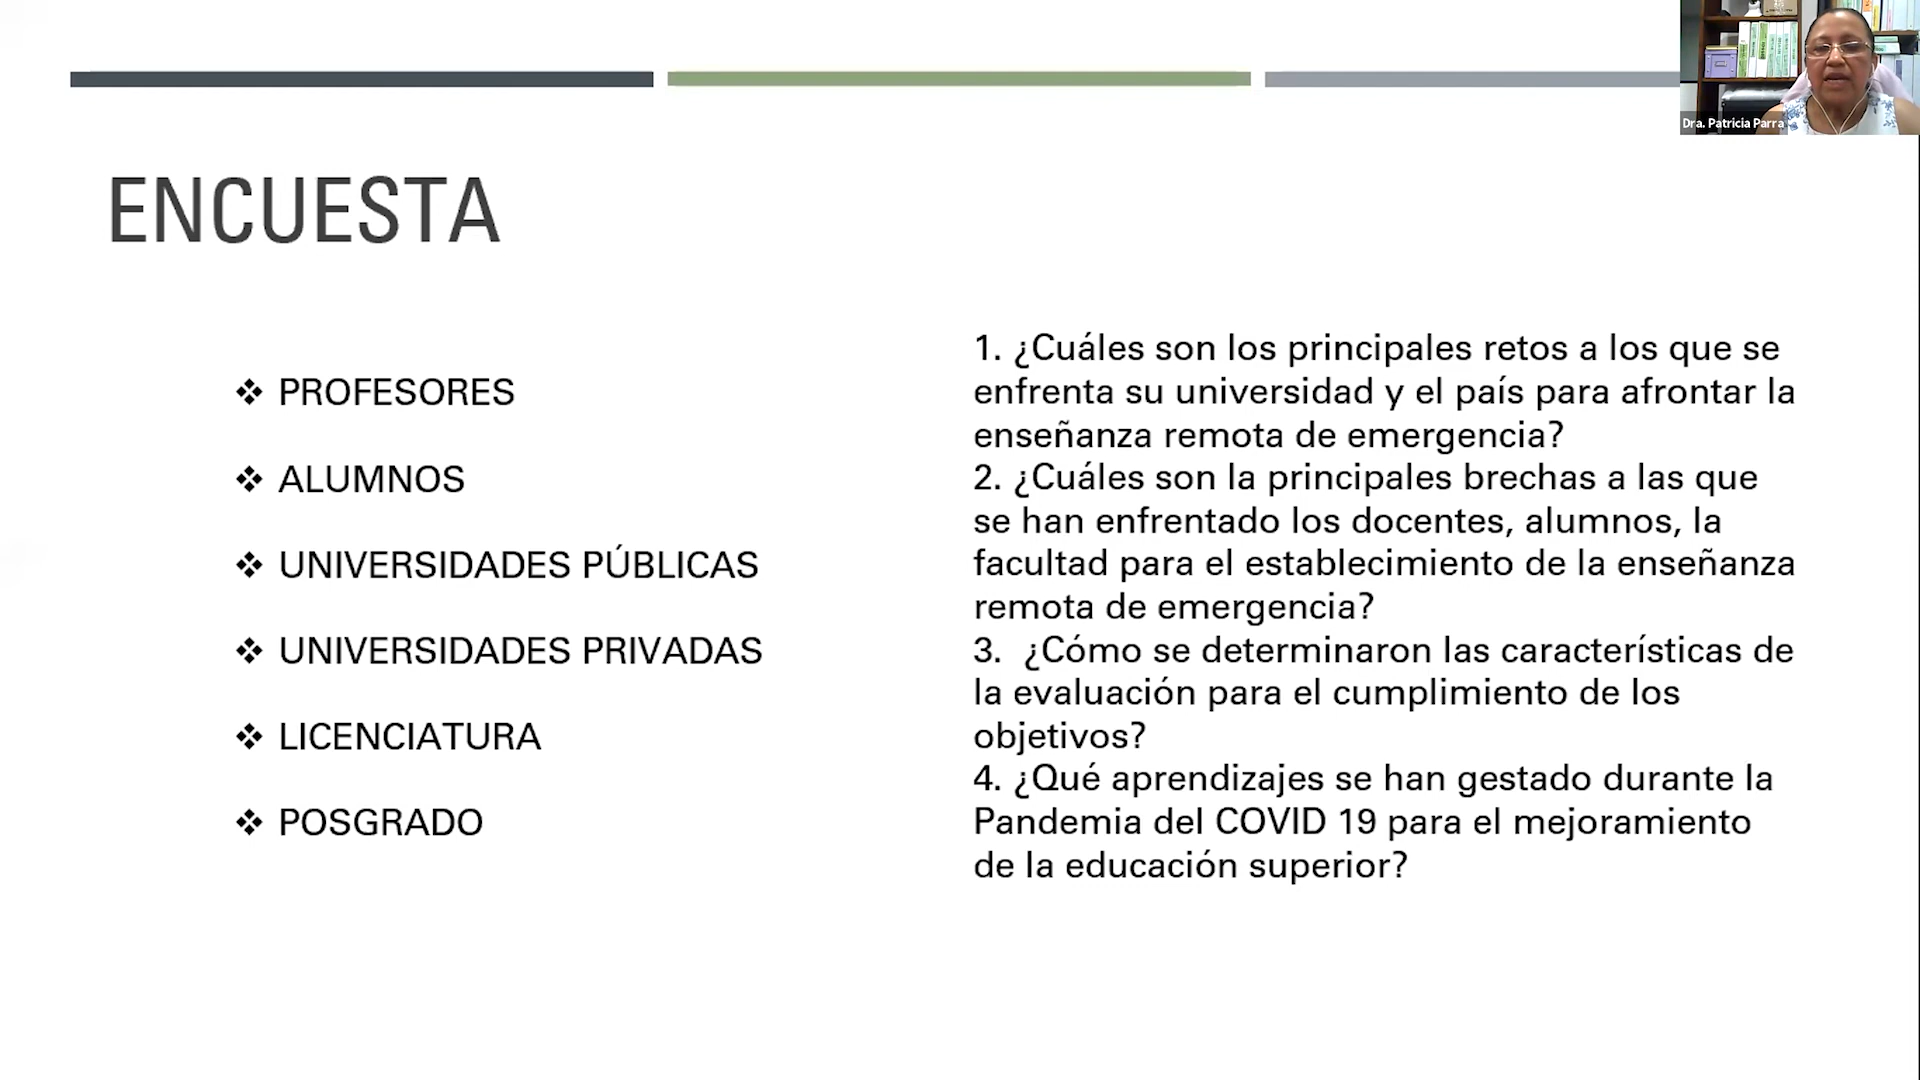 Dra. Patricia Parra
ENCUESTA
❖ PROFESORES
❖ ALUMNOS
❖ UNIVERSIDADES PÚBLICAS
❖ UNIVERSIDADES PRIVADAS
❖ LICENCIATURA
❖ POSGRADO
1. ¿Cuáles son los principales retos a los que se
enfrenta su universidad y el país para afrontar la
enseñanza remota de emergencia?
2. ¿Cuáles son la principales brechas a las que
se han enfrentado los docentes, alumnos, la
facultad para el establecimiento de la enseñanza
remota de emergencia?
3.  ¿Cómo se determinaron las características de
la evaluación para el cumplimiento de los
objetivos?
4. ¿Qué aprendizajes se han gestado durante la
Pandemia del COVID 19 para el mejoramiento
de la educación superior?